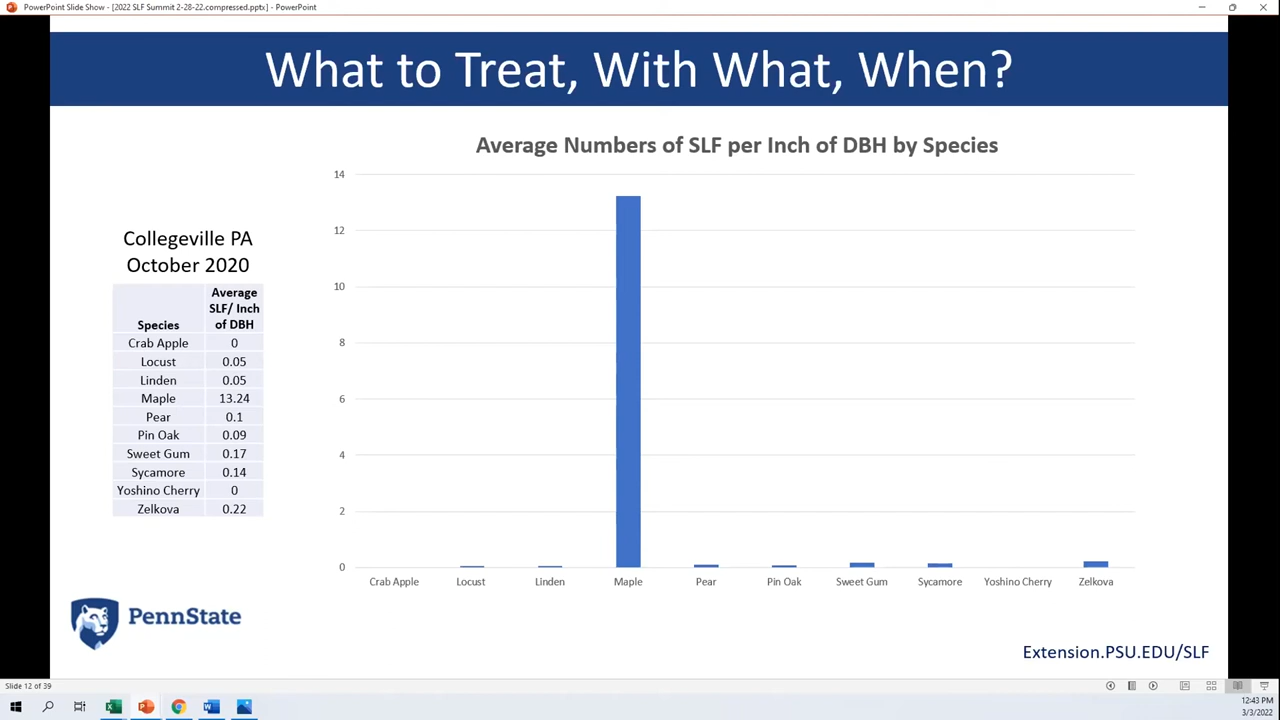 PowerPoint Slide Show - [2022 SLF Summit 2-28-22.compressed.pptx] - PowerPoint
What to Treat, With What, When?
Average Numbers of SLF per Inch of DBH by Species
Collegeville PA
October 2020
Species
Average
SLF/ Inch
of DBH
Crab Apple 0
Locust 0.05
Linden 0.05
Maple 13.24
Pear 0.1
Pin Oak 0.09
Sweet Gum 0.17
Sycamore 0.14
Yoshino Cherry 0
Zelkova 0.22
14
12
10
8
6
4
2
0
Crab Apple Locust Linden Maple Pear Pin Oak Sweet Gum Sycamore Yoshino Cherry Zelkova
PennState
Extension.PSU.EDU/SLF
Slide 12 of 39
12:43 PM
3/3/2022